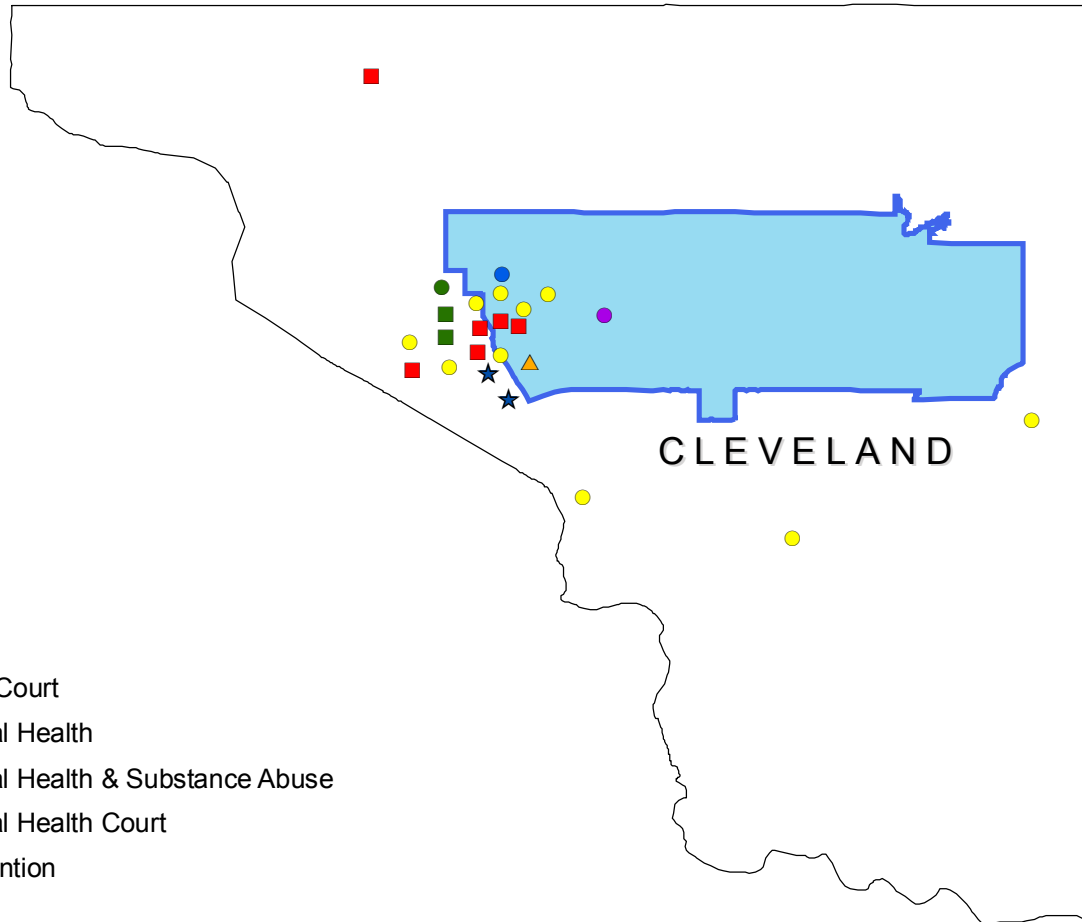 CLEVELAND
Court
al Health
al Health & Substance Abuse
al Health Court
ntion